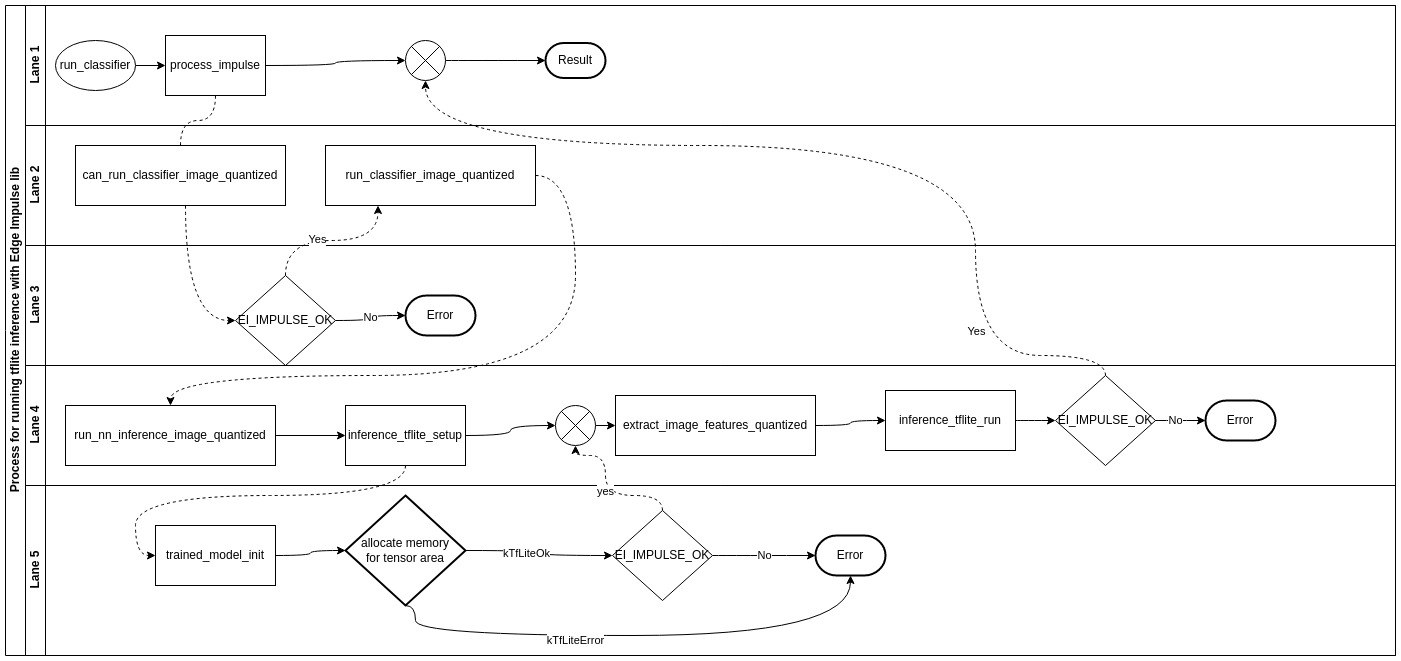 Process for running tflite inference with Edge Impulse lib
Lane 1
run_classifier
process_impulse
Result
Lane 2
can_run_classifier_image_quantized
run_classifier_image_quantized
Yes
Lane 3
EI_IMPULSE_OK
No
Error
Yes
Lane 4
run_nn_inference_image_quantized
inference_tflite_setup
extract_image_features_quantized
inference_tflite_run
EI_IMPULSE_OK
No
Error
yes
Lane 5
trained_model_init
allocate memory
for tensor area
kTfLiteOk
EI_IMPULSE_OK
No
Error
kTfLiteError